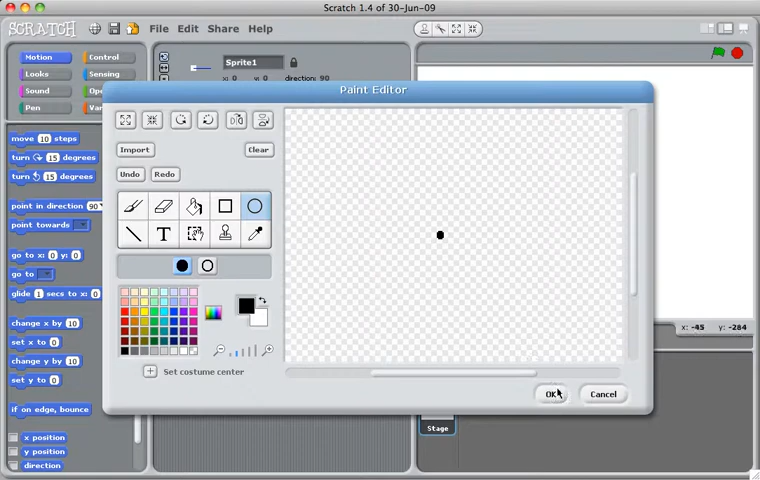 Scratch 1.4 of 30-Jun-09
SCRATCH File Edit Share Help
Motion Control
Looks Sensing
Sound
Pen
Sprite1
x: 0 y: 0 direction: 90
Paint Editor
Import Clear
Undo Redo
T
Set costume center
OK Cancel
move 10 steps
turn 15 degrees
turn 15 degrees
point in direction 90
point towards
go to x: 0 y: 0
go to
glide 1 secs to x: 0
change x by 10
set x to 0
change y by 10
set y to 0
if on edge, bounce
x position
y position
direction
x: -45 y: -284
Stage